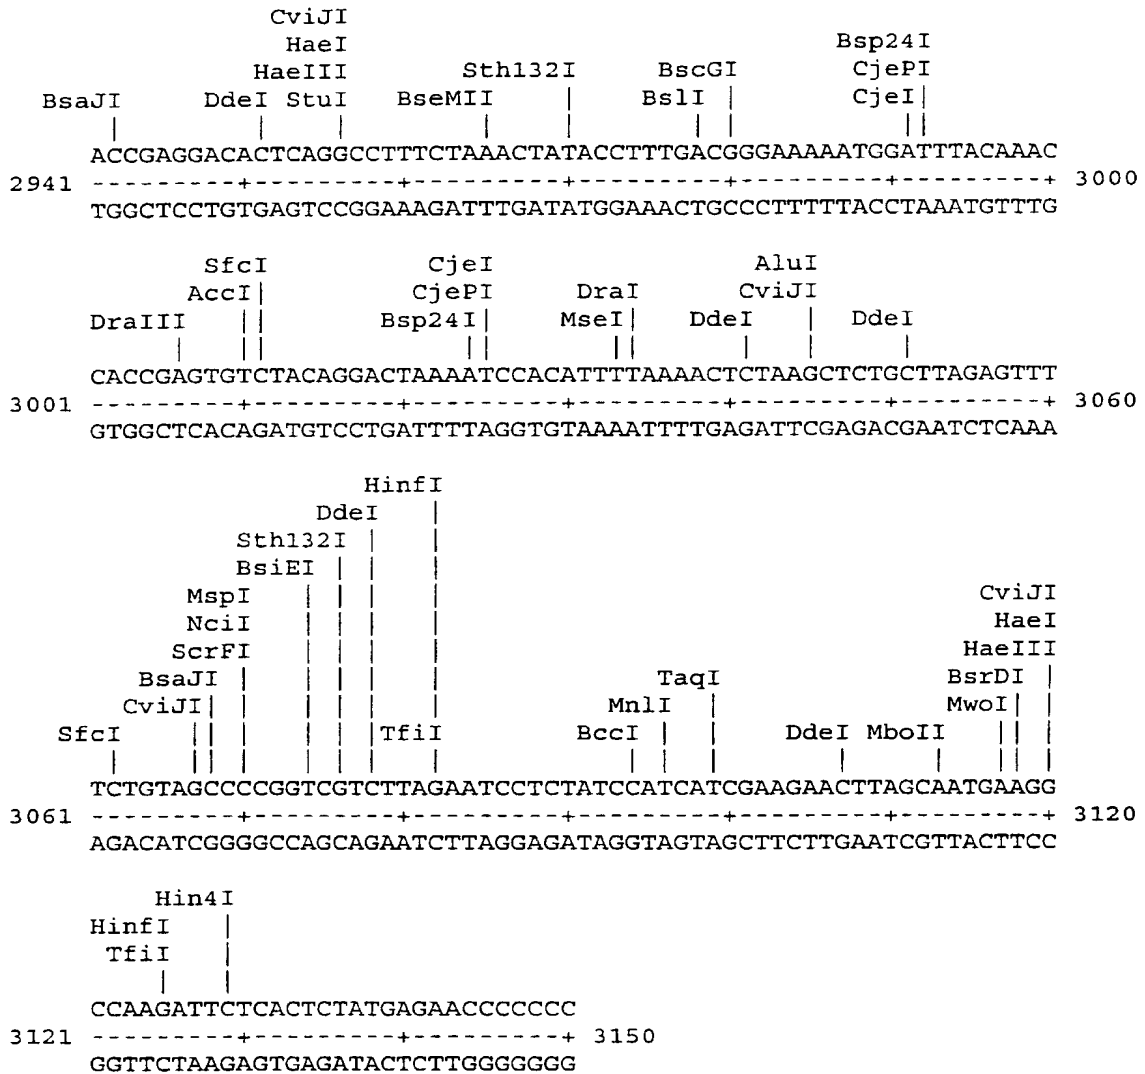 CviJI
HaeI
HaeIII Bsp24I
Sth132I BscGI CjePI
BsaJI DdeI StuI BseMII BslI CjeI
ACCGAGGACACTCAGGCCTTTCTAAACTATACCTTTGACGGGAAAAATGGATTTACAAAC
2941 ---------+---------+---------+---------+---------+---------+ 3000
TGGCTCCTGTGAGTCCGGAAAGATTTGATATGGAAACTGCCCTTTTTACCTAAATGTTTG
SfcI CjeI AluI
AccI CjePI DraI CviJI
DraIII Bsp24I MseI DdeI DdeI
CACCGAGTGTCTACAGGACTAAAATCCACATTTTAAAACTCTAAGCTCTGCTTAGAGTTT
3001 ---------+---------+---------+---------+---------+---------+ 3060
GTGGCTCACAGATGTCCTGATTTTAGGTGTAAAATTTTGAGATTCGAGACGAATCTCAAA
HinfI
DdeI
Sth132I
BsiEI
MspI CviJI
NciI HaeI
ScrFI HaeIII
BsaJI TaqI BsrDI
CviJI MnlI MwoI
SfcI TfiI BccI DdeI MboII
TCTGTAGCCCCGGTCGTCTTAGAATCCTCTATCCATCATCGAAGAACTTAGCAATGAAGG
3061 ---------+---------+---------+---------+---------+---------+ 3120
AGACATCGGGGCCAGCAGAATCTTAGGAGATAGGTAGTAGCTTCTTGAATCGTTACTTCC
Hin4I
HinfI
TfiI
CCAAGATTCTCACTCTATGAGAACCCCCCC
3121 ---------+---------+---------+ 3150
GGTTCTAAGAGTGAGATACTCTTGGGGGGG